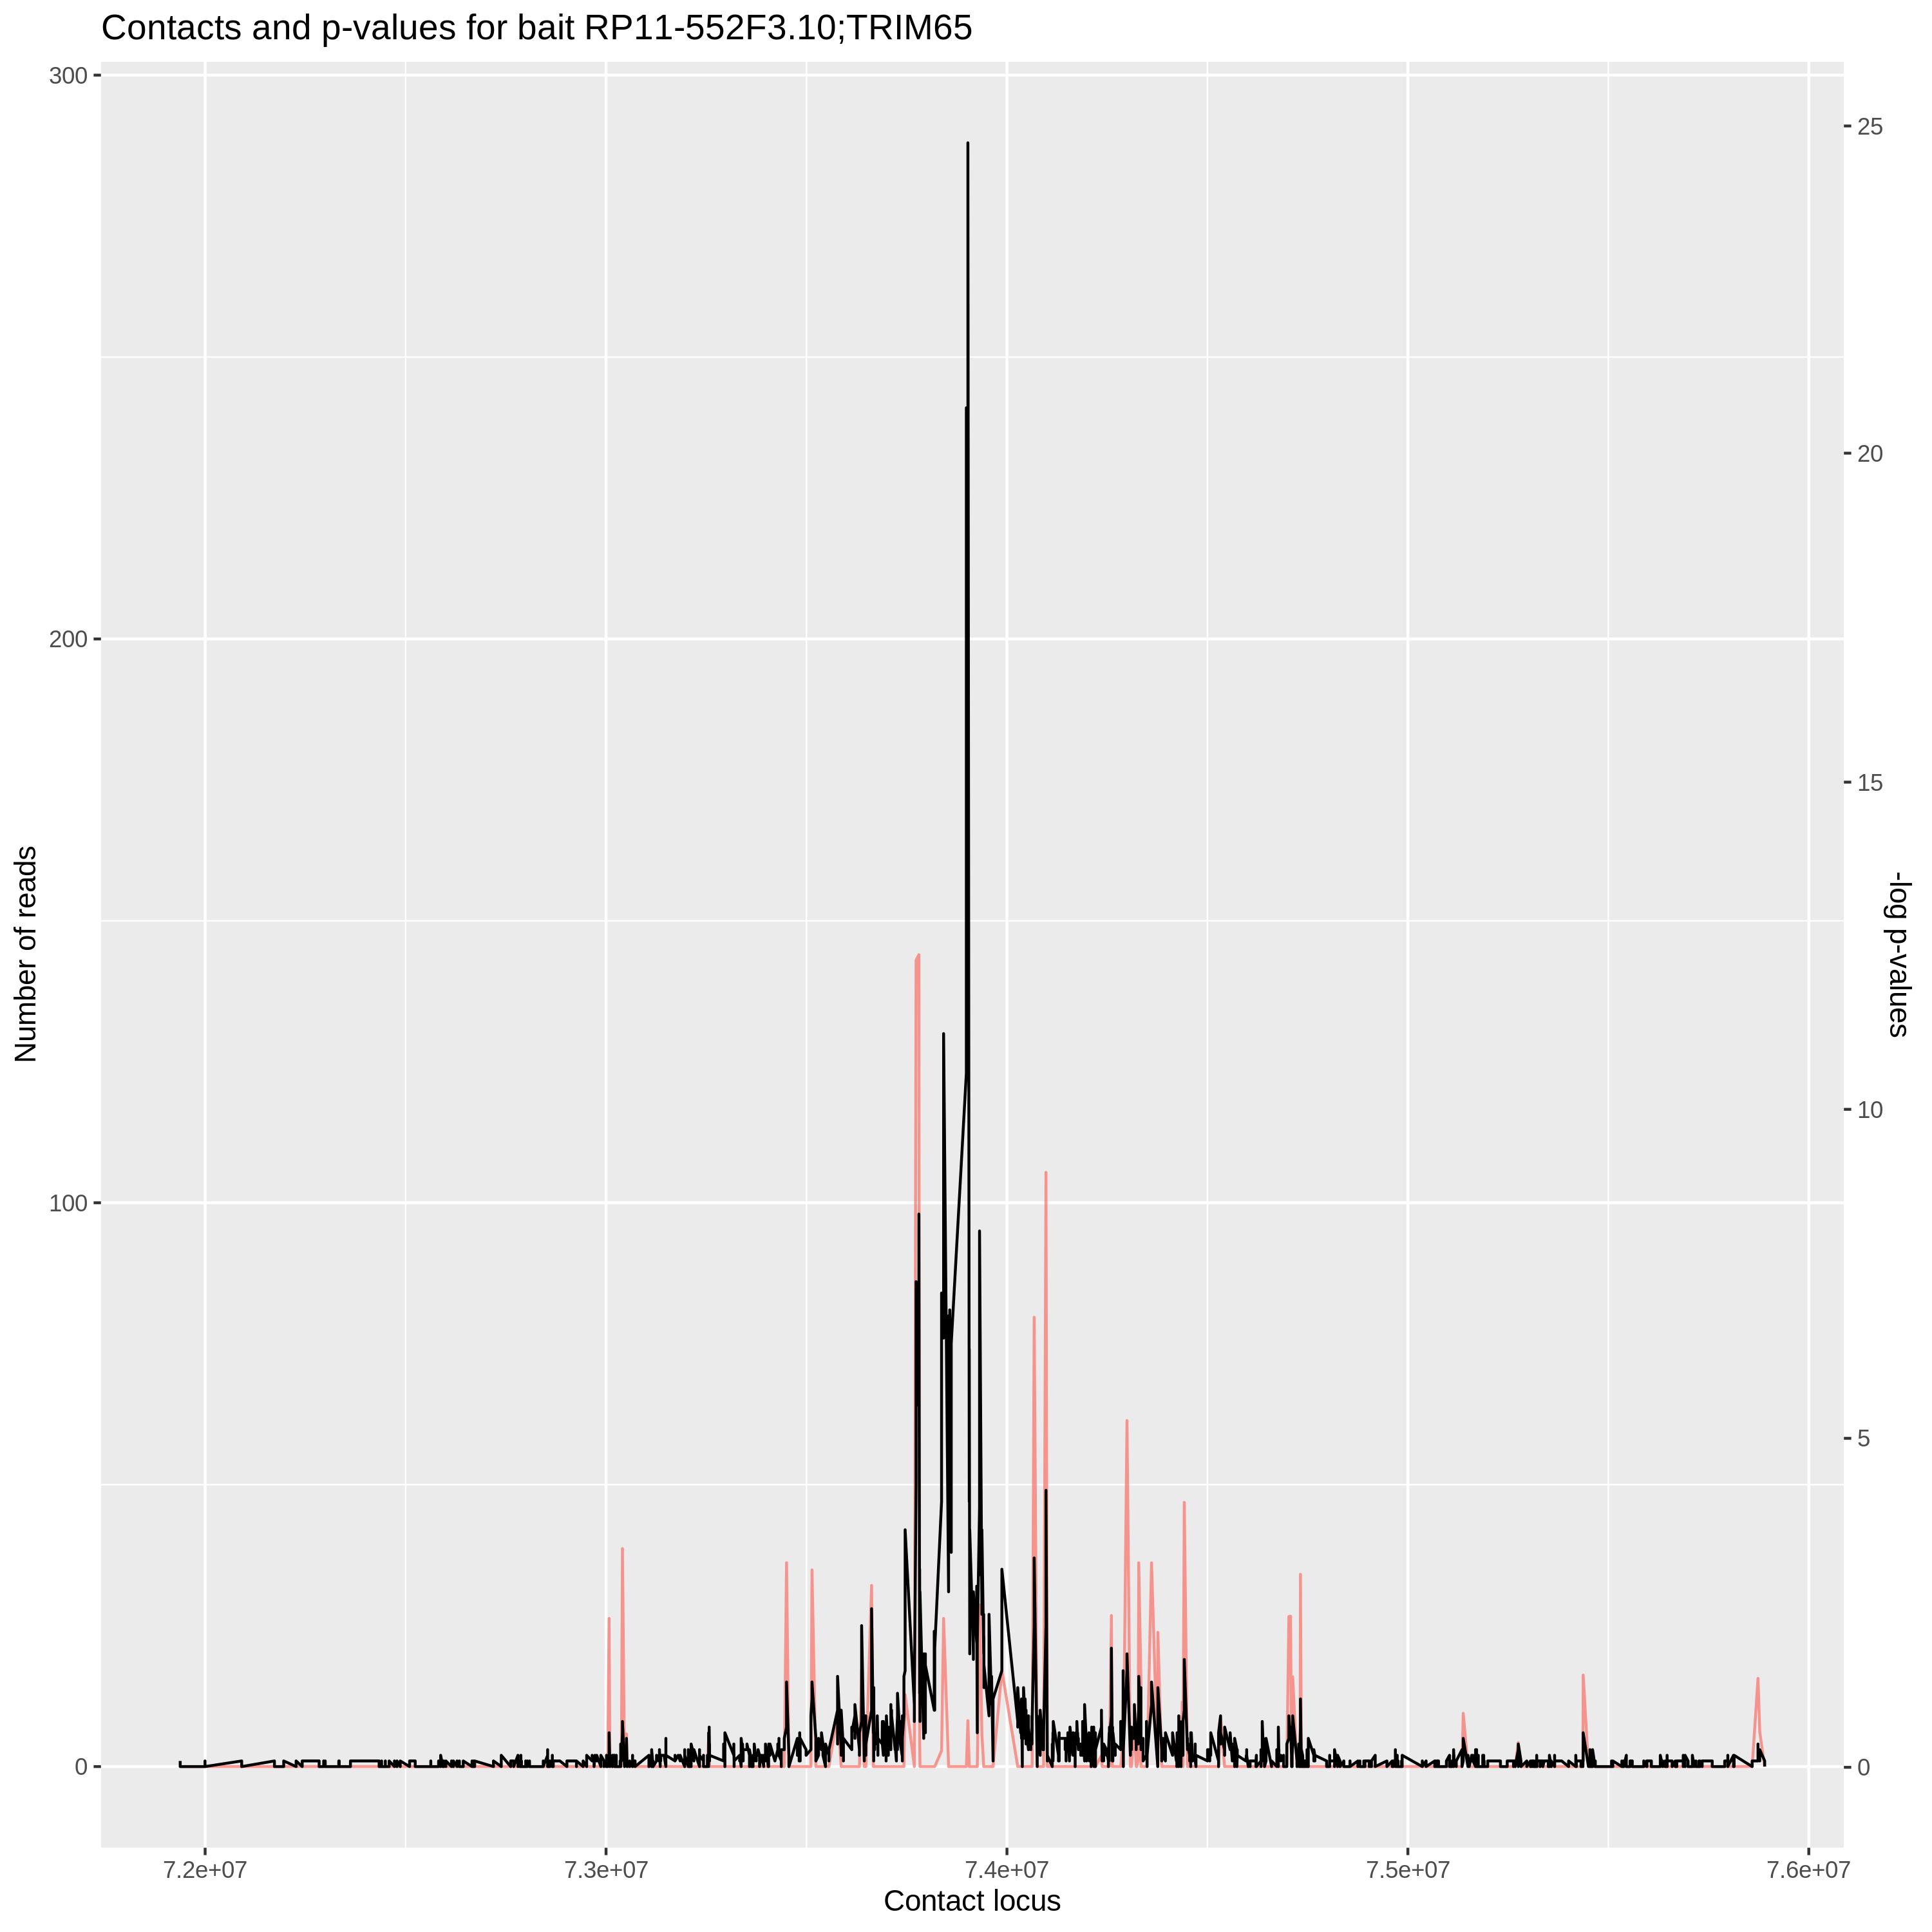 Contacts and p-values for bait RP11-552F3.10;TRIM65
300
200
100
0
Number of reads
25
20
15
10
5
0
-log p-values
7.2e+07
7.3e+07
7.4e+07
7.5e+07
7.6e+07
Contact locus